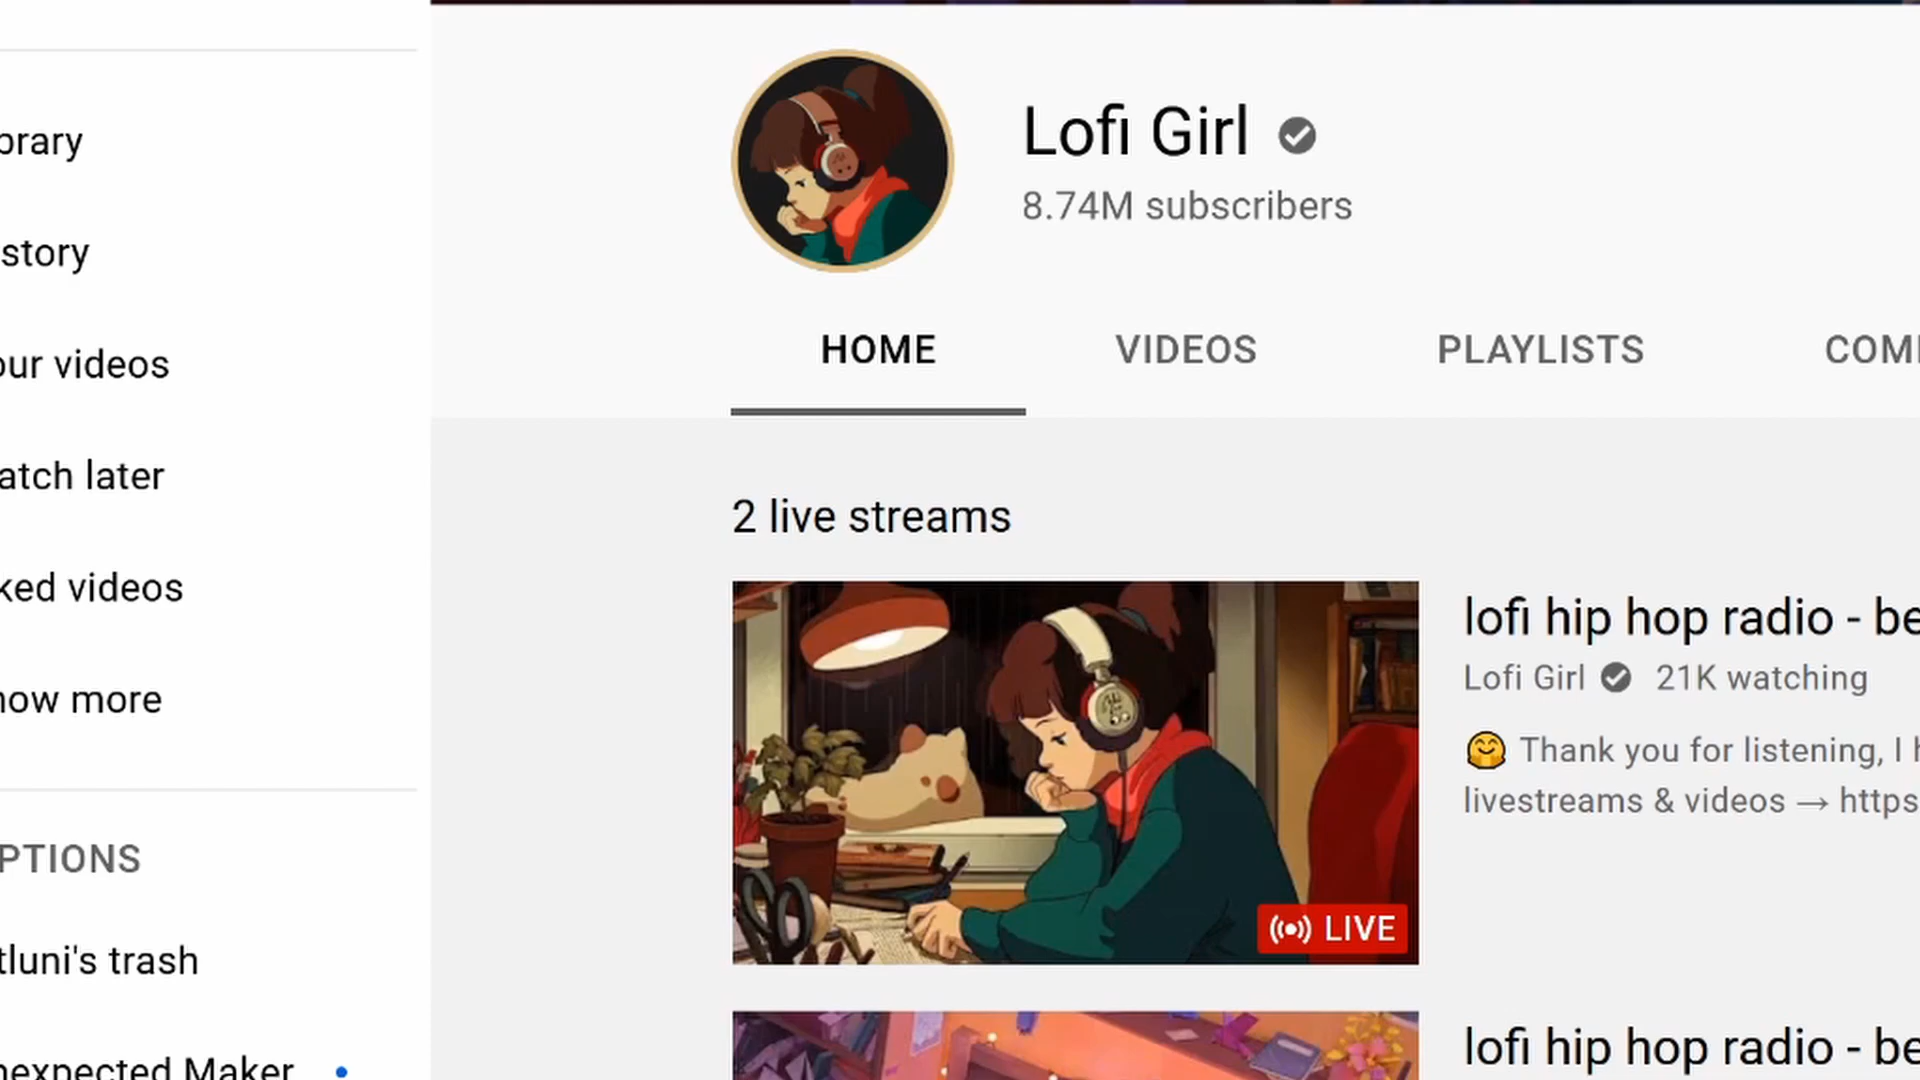 brary
story
our videos
atch later
ked videos
how more
PTIONS
tluni's trash
nexpected Maker
Lofi Girl
8.74M subscribers
HOME VIDEOS PLAYLISTS COM
2 live streams
LIVE
lofi hip hop radio - be
Lofi Girl 21K watching
🤗 Thank you for listening, I h
livestreams & videos → https
lofi hip hop radio - be